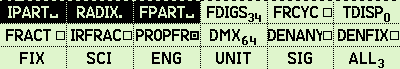 IPART␣ RADIX. FPART␣ FDIGS34 FRCYC□ TDISP0
FRACT□ IRFRAC□ PROPFR▣ DMX64 DENANY□ DENFIX□
FIX SCI ENG UNIT SIG ALL3